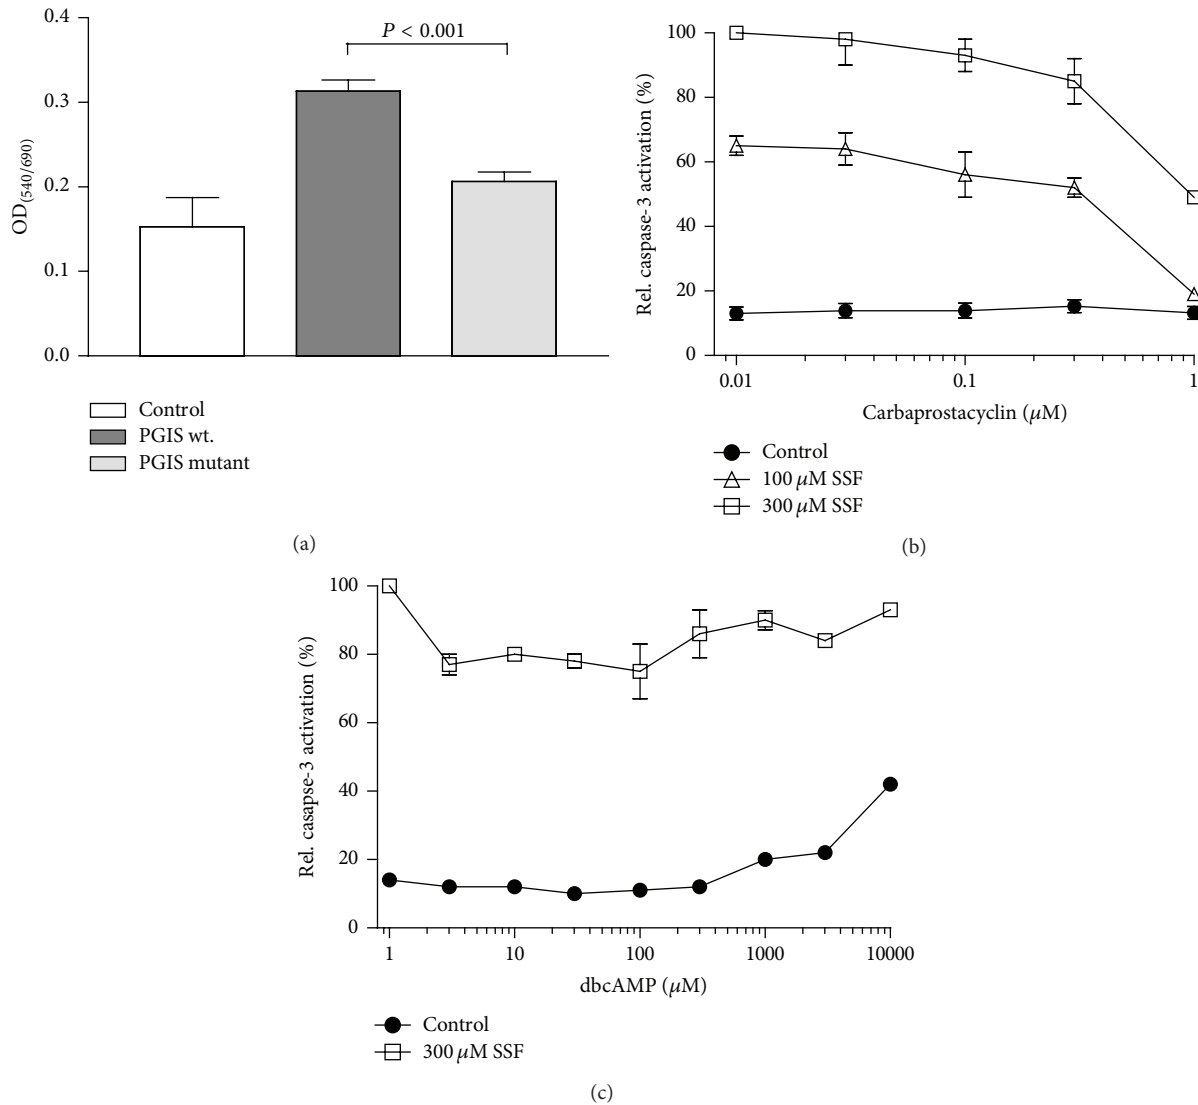 0.4
0.3
0.2
0.1
0.0
OD(540/690)
P < 0.001
Control
PGIS wt.
PGIS mutant
(a)
100
80
60
40
20
0
Rel. caspase-3 activation (%)
0.01 0.1 1
Carbaprostacyclin (μM)
Control
100 μM SSF
300 μM SSF
(b)
100
80
60
40
20
0
Rel. casapse-3 activation (%)
1 10 100 1000 10000
dbcAMP (μM)
Control
300 μM SSF
(c)